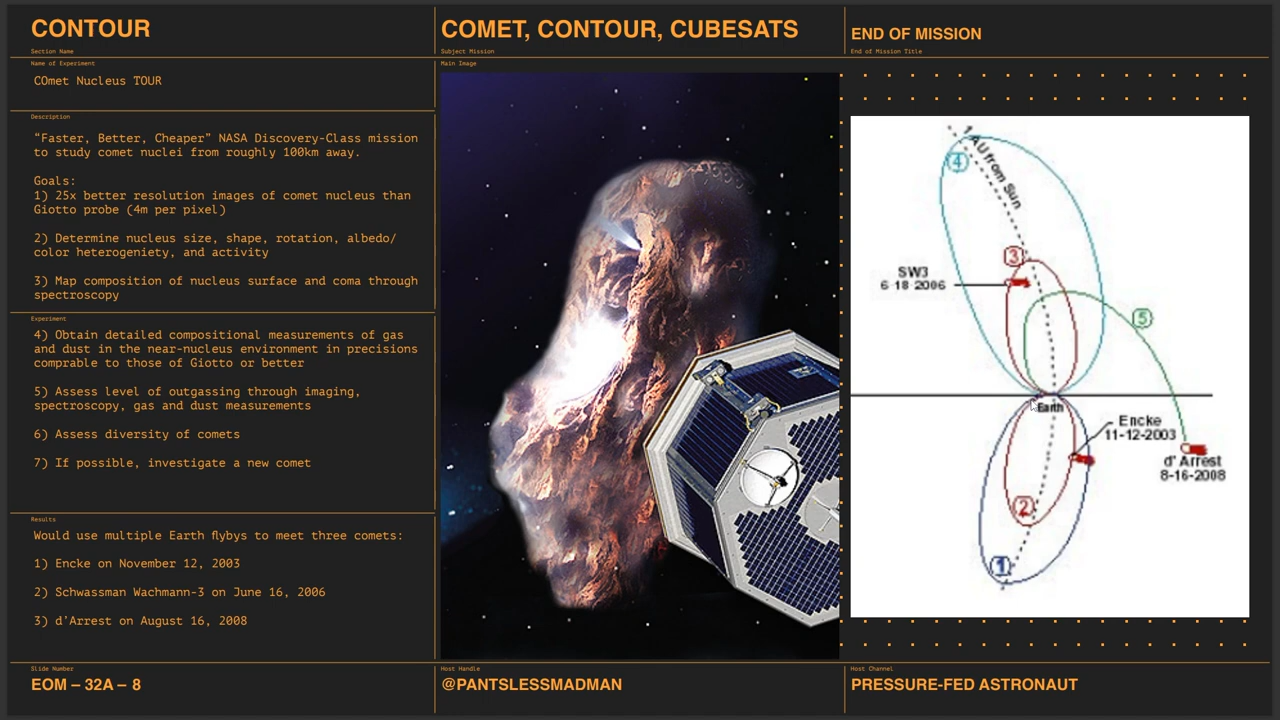 CONTOUR
Section Name
COMET, CONTOUR, CUBESATS
Subject Mission
END OF MISSION
End of Mission Title
Name of Experiment
COmet Nucleus TOUR
Description
“Faster, Better, Cheaper” NASA Discovery-Class mission
to study comet nuclei from roughly 100km away.
Goals:
1) 25x better resolution images of comet nucleus than
Giotto probe (4m per pixel)
2) Determine nucleus size, shape, rotation, albedo/
color heterogeniety, and activity
3) Map composition of nucleus surface and coma through
spectroscopy
Experiment
4) Obtain detailed compositional measurements of gas
and dust in the near-nucleus environment in precisions
comprable to those of Giotto or better
5) Assess level of outgassing through imaging,
spectroscopy, gas and dust measurements
6) Assess diversity of comets
7) If possible, investigate a new comet
Results
Would use multiple Earth flybys to meet three comets:
1) Encke on November 12, 2003
2) Schwassman Wachmann-3 on June 16, 2006
3) d’Arrest on August 16, 2008
Main Image
1 AU from Sun
4
3
SW3
6-18-2006
5
Earth
Encke
11-12-2003
d' Arrest
8-16-2008
2
1
Slide Number
EOM – 32A – 8
Host Handle
@PANTSLESSMADMAN
Host Channel
PRESSURE-FED ASTRONAUT